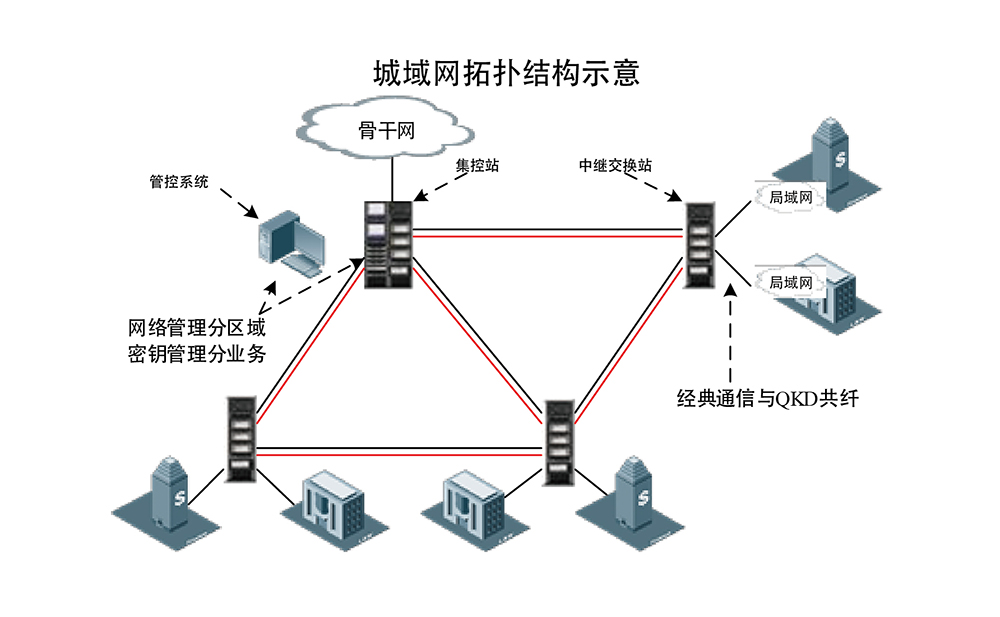 城域网拓扑结构示意
骨干网
集控站
中继交换站
管控系统
局域网
局域网
网络管理分区域
密钥管理分业务
经典通信与QKD共纤